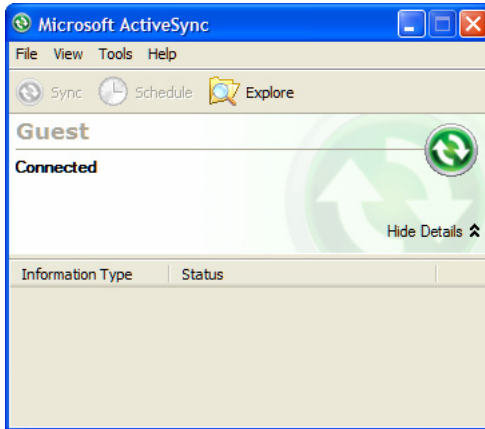 Microsoft ActiveSync
File View Tools Help
Sync Schedule Explore
Guest
Connected
Hide Details
Information Type Status